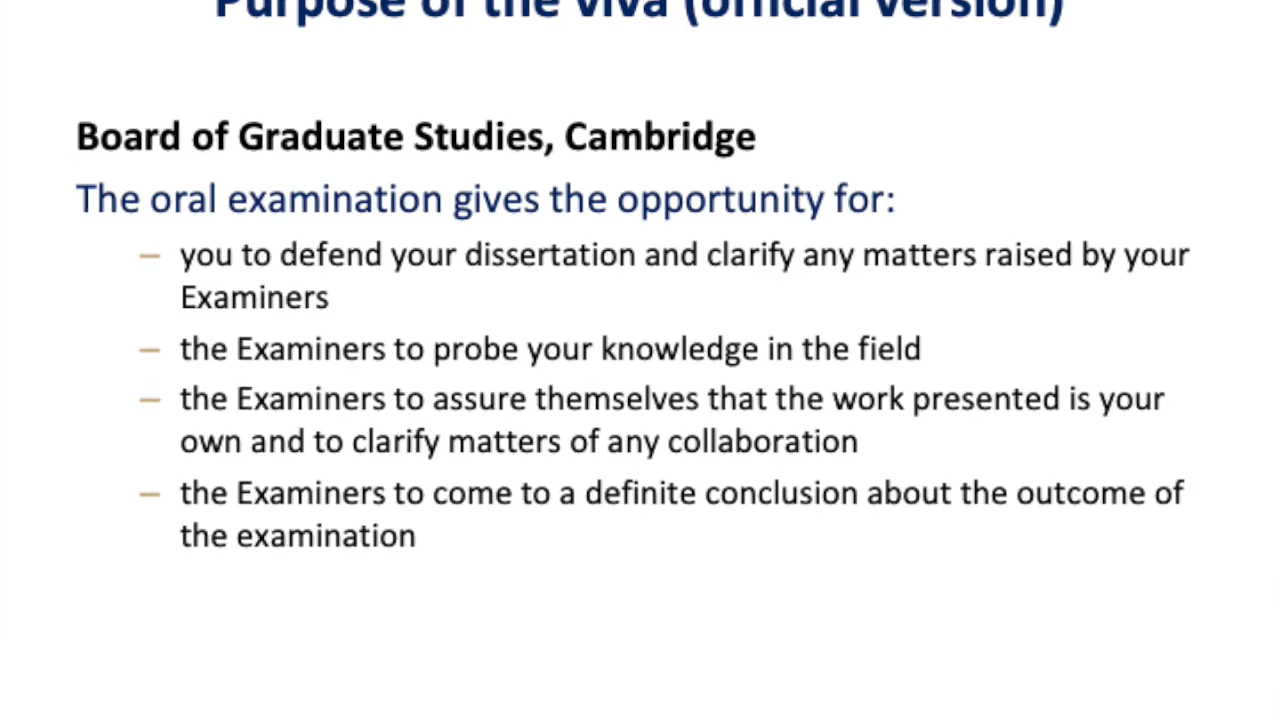 Purpose of the viva (official version)
Board of Graduate Studies, Cambridge
The oral examination gives the opportunity for:
– you to defend your dissertation and clarify any matters raised by your
Examiners
– the Examiners to probe your knowledge in the field
– the Examiners to assure themselves that the work presented is your
own and to clarify matters of any collaboration
– the Examiners to come to a definite conclusion about the outcome of
the examination